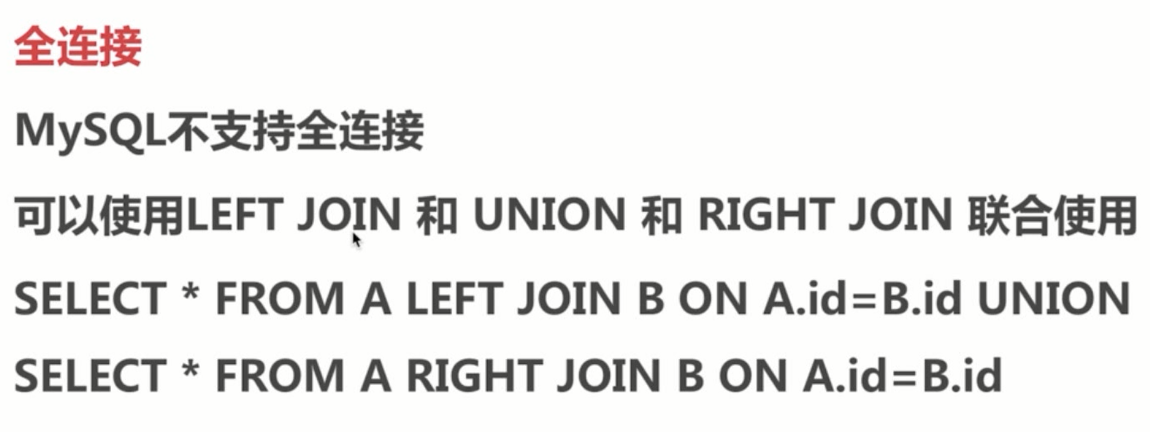 全连接
MySQL不支持全连接
可以使用LEFT JOIN 和 UNION 和 RIGHT JOIN 联合使用
SELECT * FROM A LEFT JOIN B ON A.id=B.id UNION
SELECT * FROM A RIGHT JOIN B ON A.id=B.id